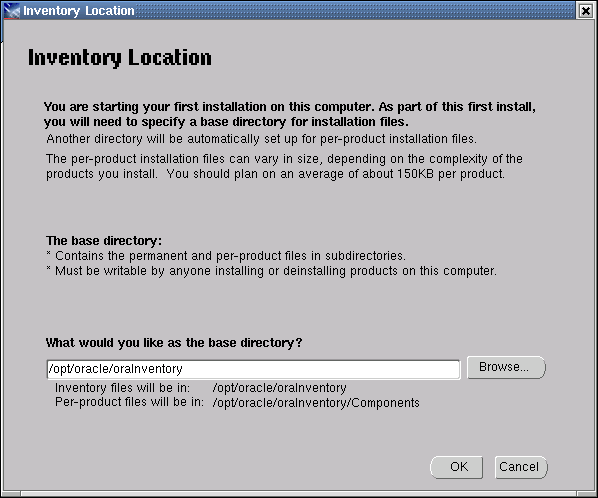 Inventory Location
Inventory Location
You are starting your first installation on this computer. As part of this first install,
you will need to specify a base directory for installation files.
Another directory will be automatically set up for per-product installation files.
The per-product installation files can vary in size, depending on the complexity of the
products you install. You should plan on an average of about 150KB per product.
The base directory:
* Contains the permanent and per-product files in subdirectories.
* Must be writable by anyone installing or deinstalling products on this computer.
What would you like as the base directory?
/opt/oracle/oraInventory
Browse...
Inventory files will be in: /opt/oracle/oraInventory
Per-product files will be in: /opt/oracle/oraInventory/Components
OK
Cancel